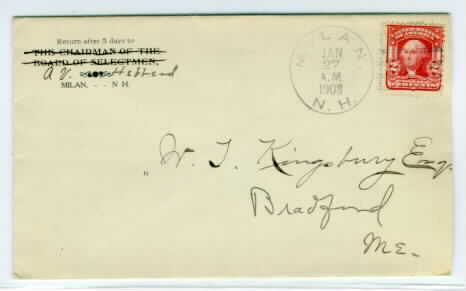 Return after 5 days to
THE CHAIRMAN OF THE
BOARD OF SELECTMEN,
MILAN, - - N H.
MILAN
JAN
27
A.M.
1908
N.H.
W. J. Kingsbury Esq.
Bradford
Me.